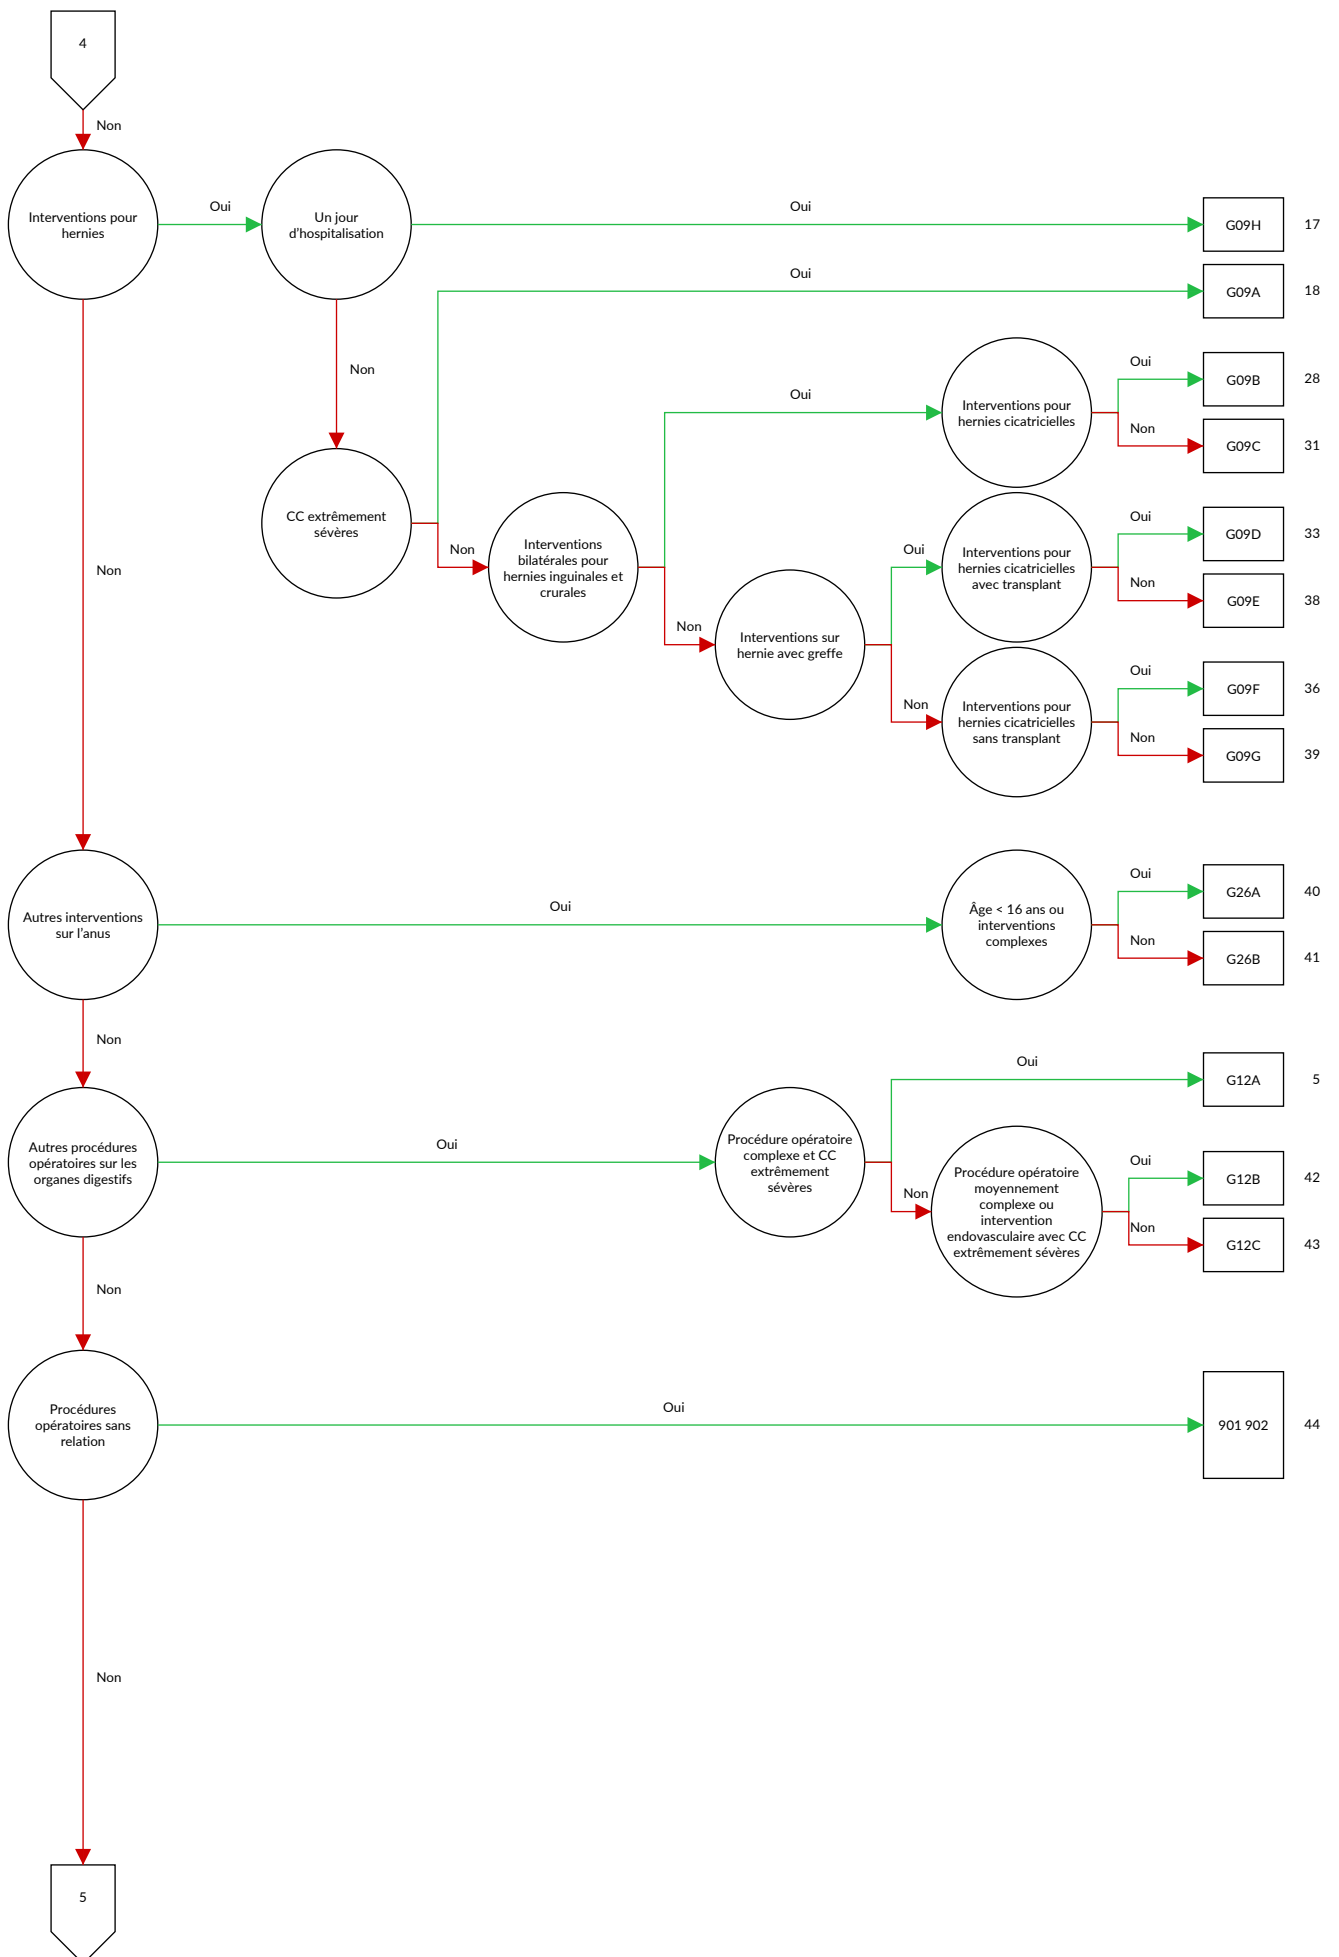 4
Non
Interventions pour
hernies
Oui
Un jour
d'hospitalisation
Oui
G09H
17
Oui
G09A
18
Non
CC extrêmement
sévères
Non
Interventions
bilatérales pour
hernies inguinales et
crurales
Oui
Interventions pour
hernies cicatricielles
Oui
G09B
28
Non
G09C
31
Non
Interventions sur
hernie avec greffe
Oui
Interventions pour
hernies cicatricielles
avec transplant
Oui
G09D
33
Non
G09E
38
Non
Interventions pour
hernies cicatricielles
sans transplant
Oui
G09F
36
Non
G09G
39
Non
Autres interventions
sur l'anus
Oui
Âge < 16 ans ou
interventions
complexes
Oui
G26A
40
Non
G26B
41
Non
Autres procédures
opératoires sur les
organes digestifs
Oui
Procédure opératoire
complexe et CC
extrêmement
sévères
Oui
G12A
5
Non
Procédure opératoire
moyennement
complexe ou
intervention
endovasculaire avec CC
extrêmement sévères
Oui
G12B
42
Non
G12C
43
Non
Procédures
opératoires sans
relation
Oui
901 902
44
Non
5